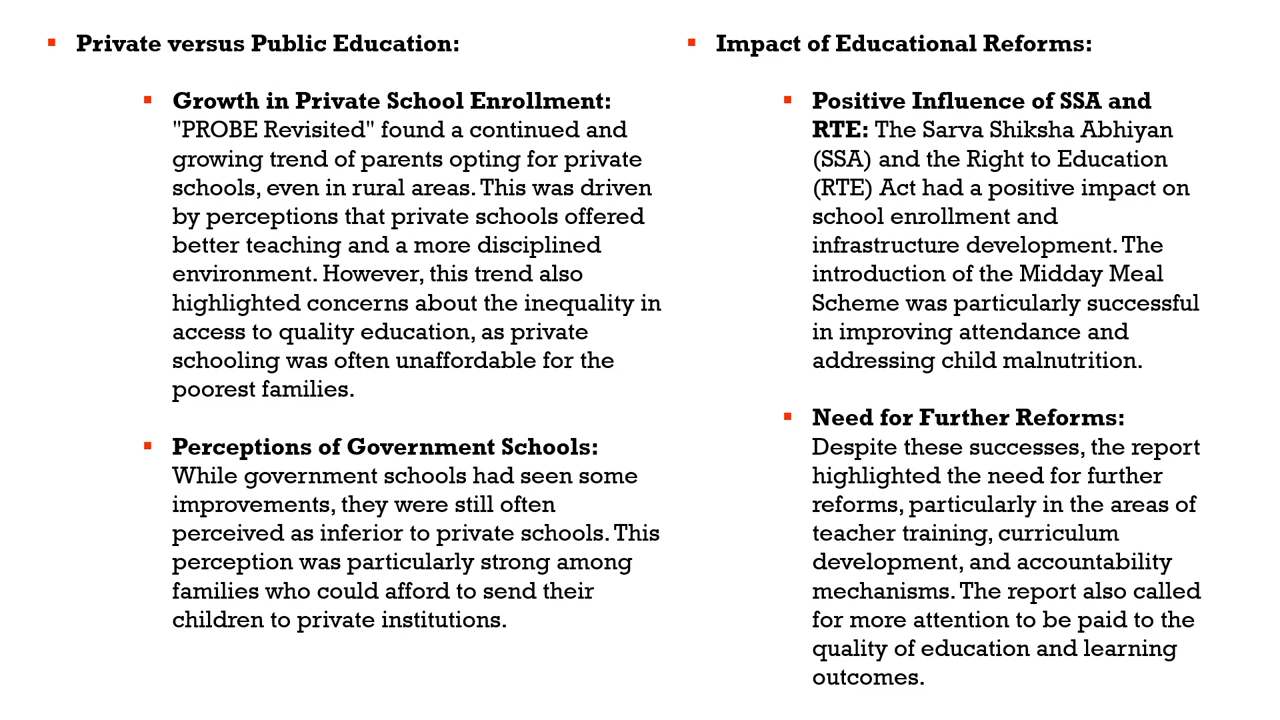 Private versus Public Education:
Growth in Private School Enrollment:
"PROBE Revisited" found a continued and
growing trend of parents opting for private
schools, even in rural areas. This was driven
by perceptions that private schools offered
better teaching and a more disciplined
environment. However, this trend also
highlighted concerns about the inequality in
access to quality education, as private
schooling was often unaffordable for the
poorest families.
Perceptions of Government Schools:
While government schools had seen some
improvements, they were still often
perceived as inferior to private schools. This
perception was particularly strong among
families who could afford to send their
children to private institutions.
Impact of Educational Reforms:
Positive Influence of SSA and
RTE: The Sarva Shiksha Abhiyan
(SSA) and the Right to Education
(RTE) Act had a positive impact on
school enrollment and
infrastructure development. The
introduction of the Midday Meal
Scheme was particularly successful
in improving attendance and
addressing child malnutrition.
Need for Further Reforms:
Despite these successes, the report
highlighted the need for further
reforms, particularly in the areas of
teacher training, curriculum
development, and accountability
mechanisms. The report also called
for more attention to be paid to the
quality of education and learning
outcomes.